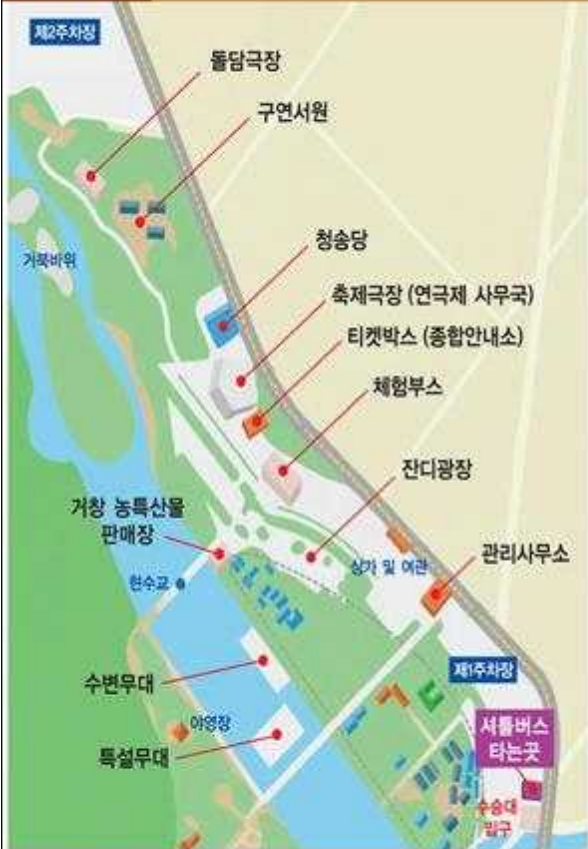 제2주차장
돌담극장
구연서원
청송당
거북바위
축제극장 (연극제 사무국)
티켓박스 (종합안내소)
체험부스
잔디광장
거창 농특산물
판매장
상가 및 여관
관리사무소
현수교
수변무대
제1주차장
야영장
특설무대
셔틀버스
타는곳
수승대
입구